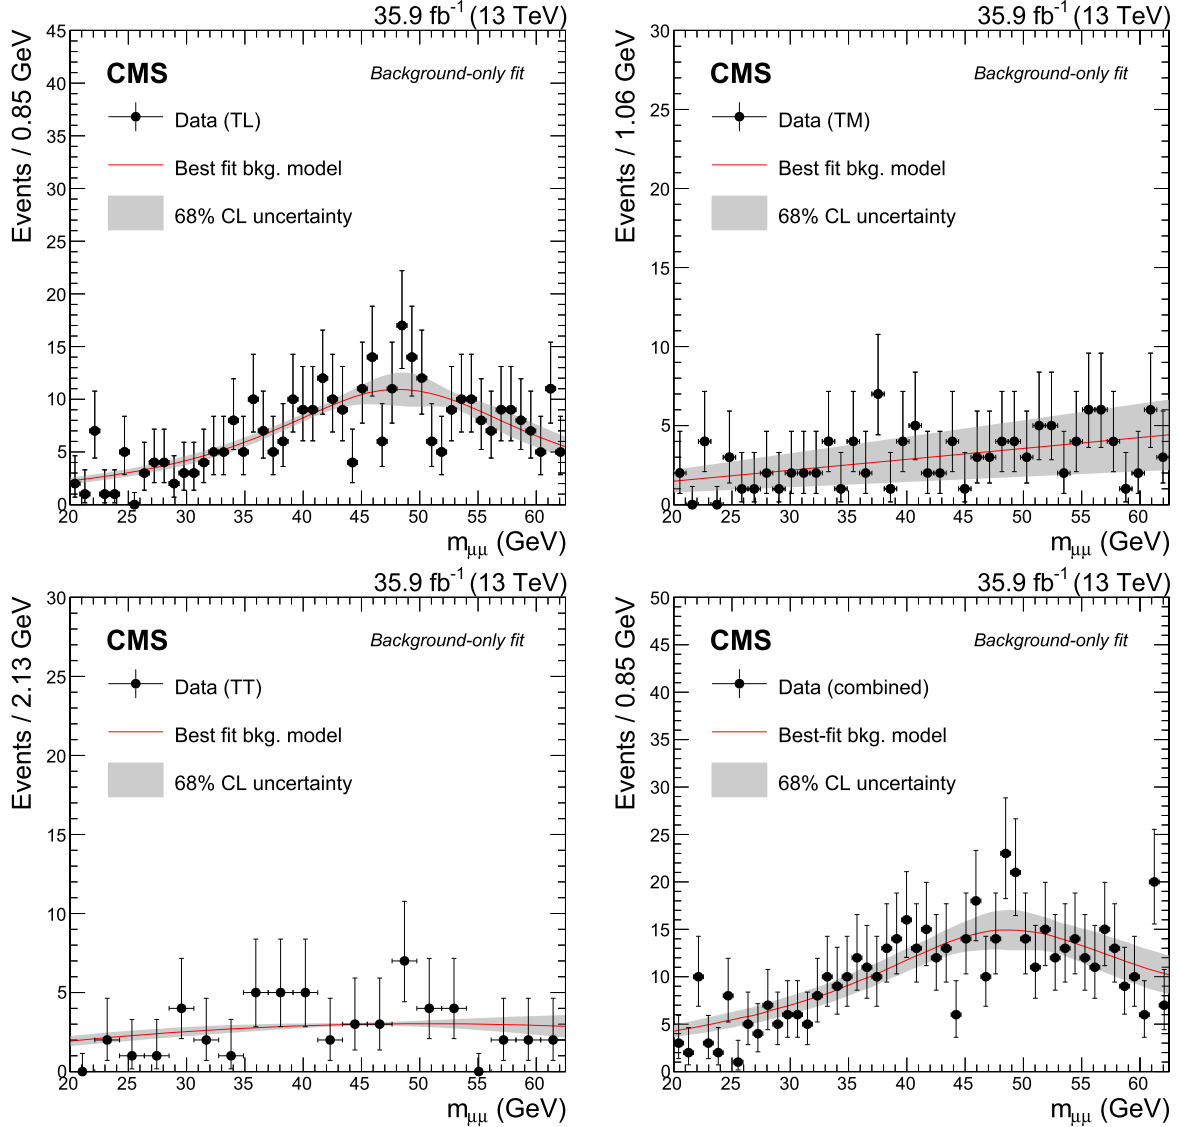 35.9 fb⁻¹ (13 TeV)
Events / 0.85 GeV
45
40
35
30
25
20
15
10
5
0
CMS
Background-only fit
Data (TL)
Best fit bkg. model
68% CL uncertainty
20 25 30 35 40 45 50 55 60
m_μμ (GeV)
35.9 fb⁻¹ (13 TeV)
Events / 1.06 GeV
30
25
20
15
10
5
0
CMS
Background-only fit
Data (TM)
Best fit bkg. model
68% CL uncertainty
20 25 30 35 40 45 50 55 60
m_μμ (GeV)
35.9 fb⁻¹ (13 TeV)
Events / 2.13 GeV
30
25
20
15
10
5
0
CMS
Background-only fit
Data (TT)
Best fit bkg. model
68% CL uncertainty
20 25 30 35 40 45 50 55 60
m_μμ (GeV)
35.9 fb⁻¹ (13 TeV)
Events / 0.85 GeV
50
45
40
35
30
25
20
15
10
5
0
CMS
Background-only fit
Data (combined)
Best-fit bkg. model
68% CL uncertainty
20 25 30 35 40 45 50 55 60
m_μμ (GeV)